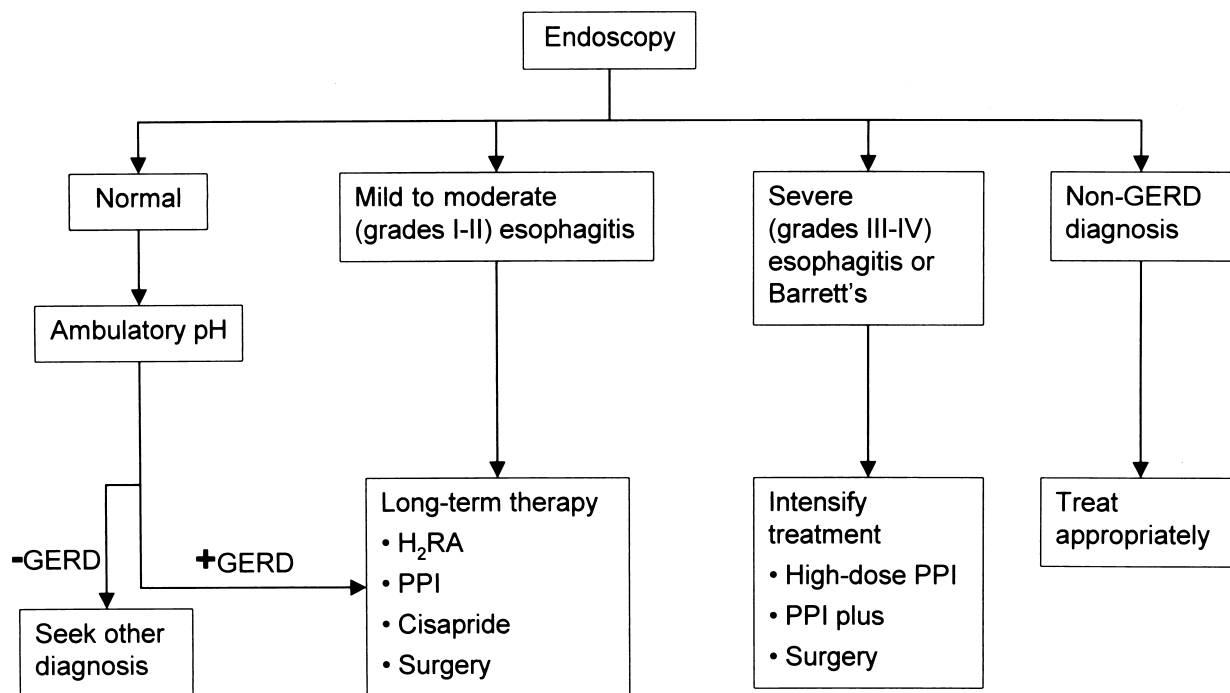 Endoscopy
Normal
Mild to moderate
(grades I-II) esophagitis
Severe
(grades III-IV)
esophagitis or
Barrett's
Non-GERD
diagnosis
Ambulatory pH
-GERD
+GERD
Seek other
diagnosis
Long-term therapy
• H₂RA
• PPI
• Cisapride
• Surgery
Intensify
treatment
• High-dose PPI
• PPI plus
• Surgery
Treat
appropriately